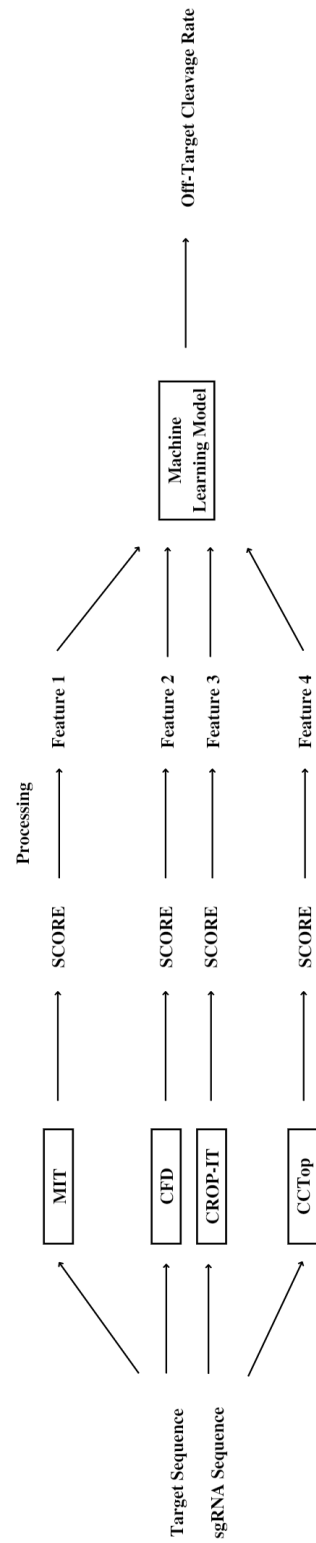 Target Sequence
sgRNA Sequence
MIT
CFD
CROP-IT
CCTop
SCORE
SCORE
SCORE
SCORE
Processing
Feature 1
Feature 2
Feature 3
Feature 4
Machine
Learning Model
Off-Target Cleavage Rate